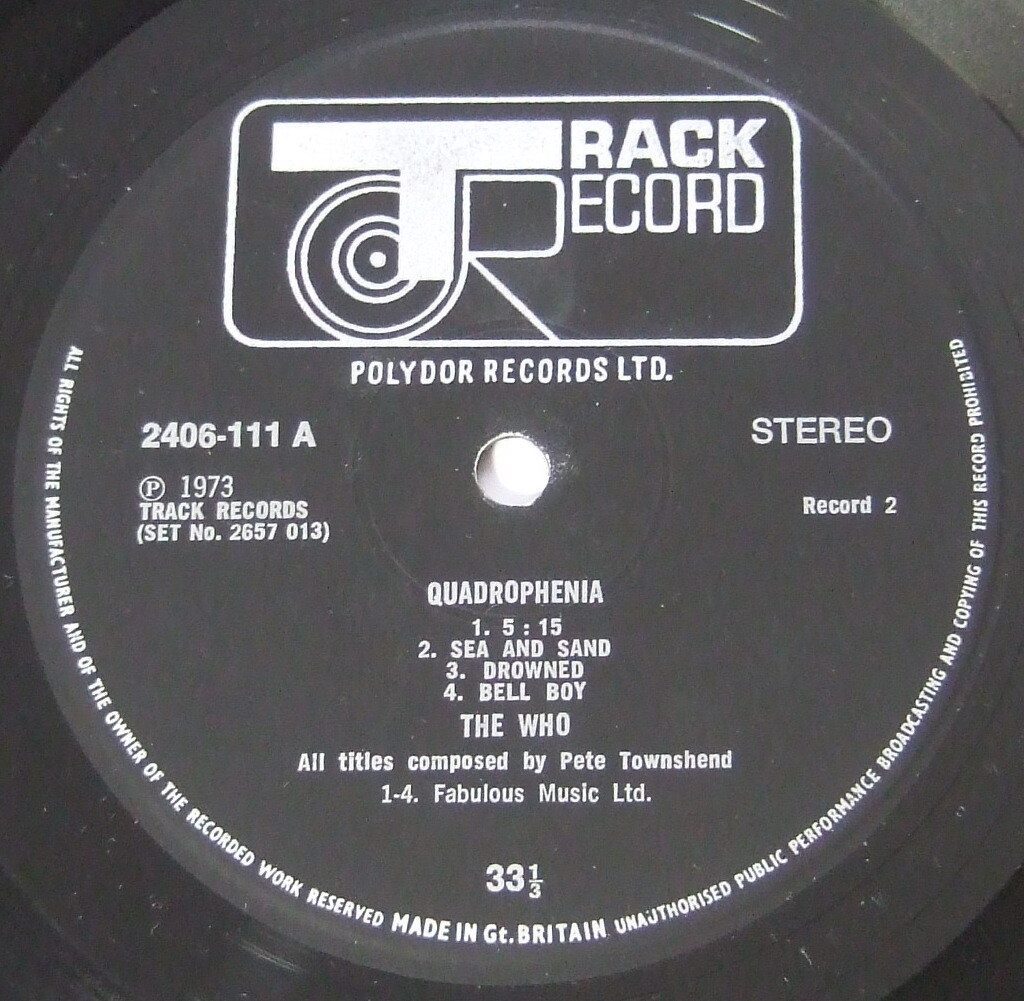 TRACK
RECORD
POLYDOR RECORDS LTD.
2406-111 A
STEREO
Ⓟ 1973
TRACK RECORDS
(SET No. 2657 013)
Record 2
QUADROPHENIA
1. 5 : 15
2. SEA AND SAND
3. DROWNED
4. BELL BOY
THE WHO
All titles composed by Pete Townshend
1-4. Fabulous Music Ltd.
33⅓
ALL RIGHTS OF THE MANUFACTURER AND OF THE OWNER OF THE RECORDED WORK RESERVED MADE IN Gt. BRITAIN UNAUTHORISED PUBLIC PERFORMANCE BROADCASTING AND COPYING OF THIS RECORD PROHIBITED